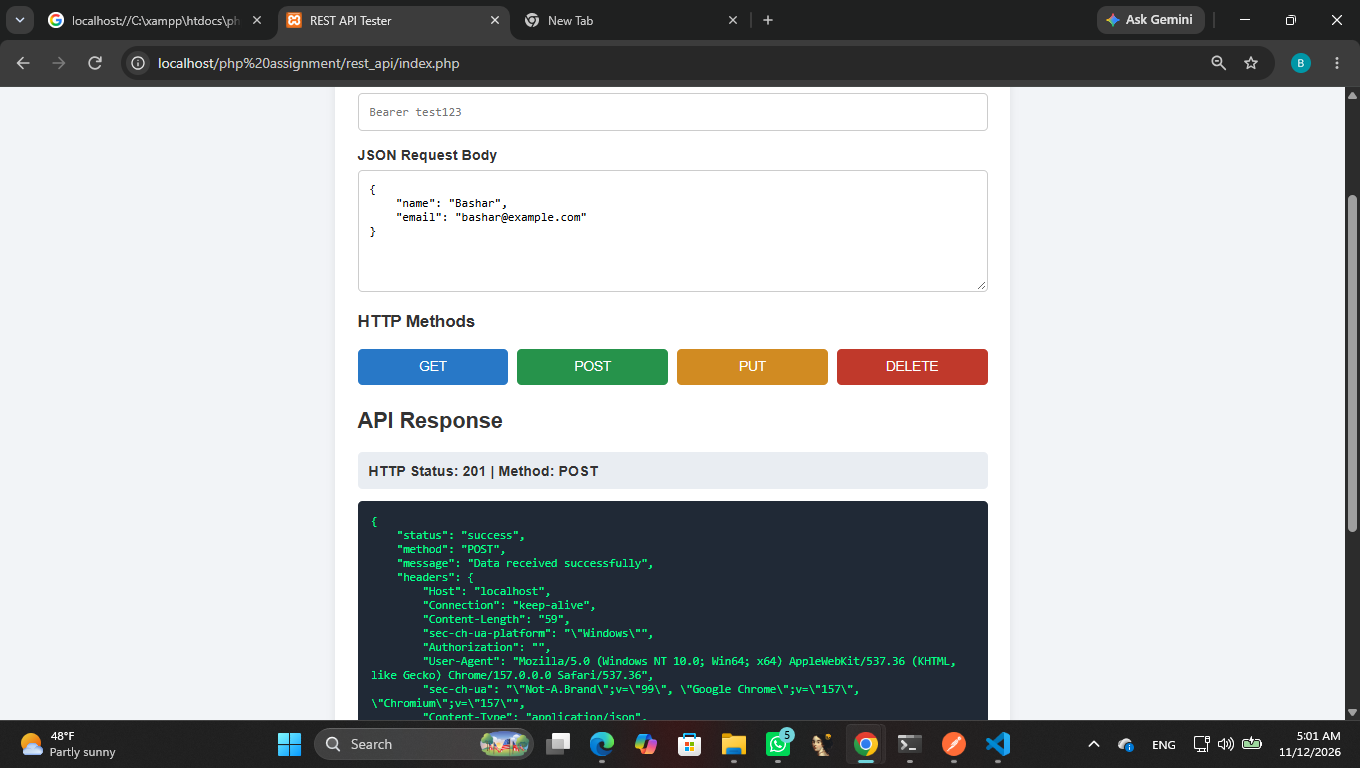 localhost://C:\xampp\htdocs\ph
REST API Tester
New Tab
Ask Gemini
localhost/php%20assignment/rest_api/index.php
B
Bearer test123
JSON Request Body
{
    "name": "Bashar",
    "email": "bashar@example.com"
}
HTTP Methods
GET POST PUT DELETE
API Response
HTTP Status: 201 | Method: POST
{
    "status": "success",
    "method": "POST",
    "message": "Data received successfully",
    "headers": {
        "Host": "localhost",
        "Connection": "keep-alive",
        "Content-Length": "59",
        "sec-ch-ua-platform": "\"Windows\"",
        "Authorization": "",
        "User-Agent": "Mozilla/5.0 (Windows NT 10.0; Win64; x64) AppleWebKit/537.36 (KHTML,
like Gecko) Chrome/157.0.0.0 Safari/537.36",
        "sec-ch-ua": "\"Not-A.Brand\";v=\"99\", \"Google Chrome\";v=\"157\",
\"Chromium\";v=\"157\"",
        "Content-Type": "application/json",
48°F
Partly sunny
Search
5
ENG
5:01 AM
11/12/2026